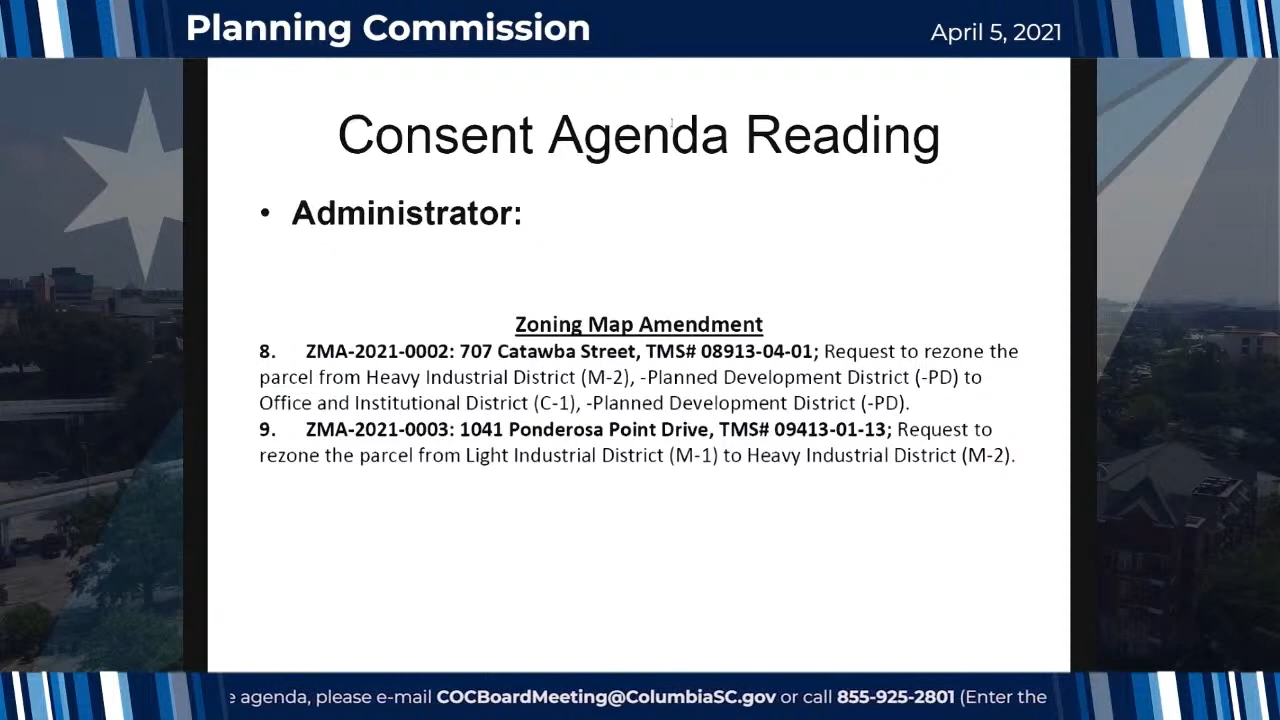 Planning Commission
April 5, 2021
Consent Agenda Reading
• Administrator:
Zoning Map Amendment
8. ZMA-2021-0002: 707 Catawba Street, TMS# 08913-04-01; Request to rezone the
parcel from Heavy Industrial District (M-2), -Planned Development District (-PD) to
Office and Institutional District (C-1), -Planned Development District (-PD).
9. ZMA-2021-0003: 1041 Ponderosa Point Drive, TMS# 09413-01-13; Request to
rezone the parcel from Light Industrial District (M-1) to Heavy Industrial District (M-2).
agenda, please e-mail COCBoardMeeting@ColumbiaSC.gov or call 855-925-2801 (Enter the